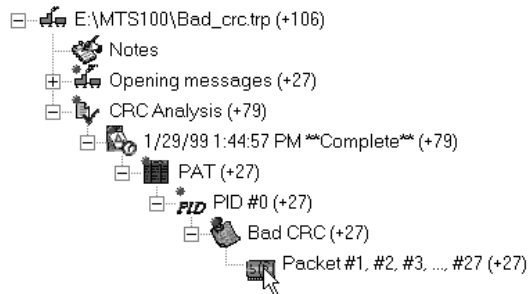 E:\MTS100\Bad_crc.trp (+106)
Notes
Opening messages (+27)
CRC Analysis (+79)
1/29/99 1:44:57 PM **Complete** (+79)
PAT (+27)
PID PID #0 (+27)
Bad CRC (+27)
Packet #1, #2, #3, ..., #27 (+27)